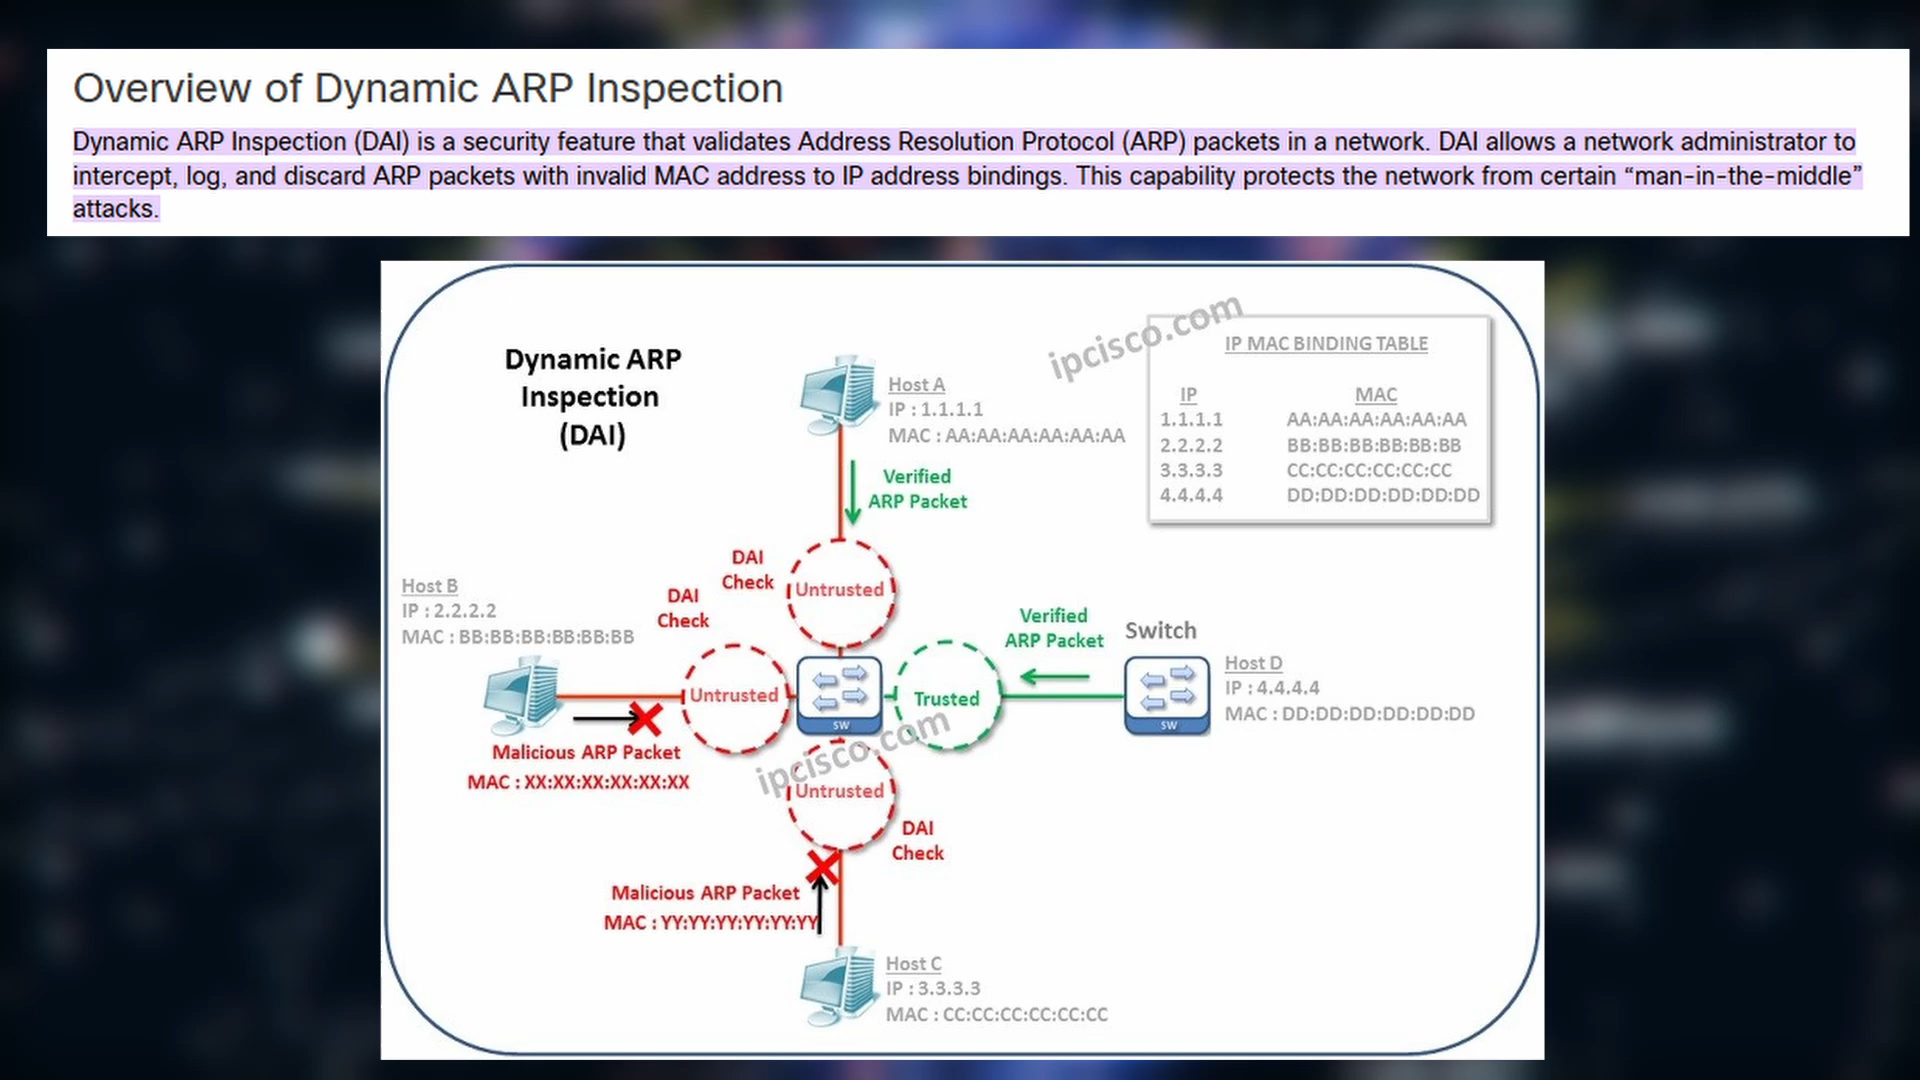 Overview of Dynamic ARP Inspection
Dynamic ARP Inspection (DAI) is a security feature that validates Address Resolution Protocol (ARP) packets in a network. DAI allows a network administrator to
intercept, log, and discard ARP packets with invalid MAC address to IP address bindings. This capability protects the network from certain “man-in-the-middle”
attacks.
Dynamic ARP
Inspection
(DAI)
ipcisco.com
IP MAC BINDING TABLE
IP MAC
1.1.1.1 AA:AA:AA:AA:AA:AA
2.2.2.2 BB:BB:BB:BB:BB:BB
3.3.3.3 CC:CC:CC:CC:CC:CC
4.4.4.4 DD:DD:DD:DD:DD:DD
Host A
IP : 1.1.1.1
MAC : AA:AA:AA:AA:AA:AA
Verified
ARP Packet
DAI
Check
Untrusted
Host B
IP : 2.2.2.2
MAC : BB:BB:BB:BB:BB:BB
DAI
Check
Untrusted
Malicious ARP Packet
MAC : XX:XX:XX:XX:XX:XX
SW
Trusted
Verified
ARP Packet
Switch
SW
Host D
IP : 4.4.4.4
MAC : DD:DD:DD:DD:DD:DD
ipcisco.com
Untrusted
DAI
Check
Malicious ARP Packet
MAC : YY:YY:YY:YY:YY:YY
Host C
IP : 3.3.3.3
MAC : CC:CC:CC:CC:CC:CC